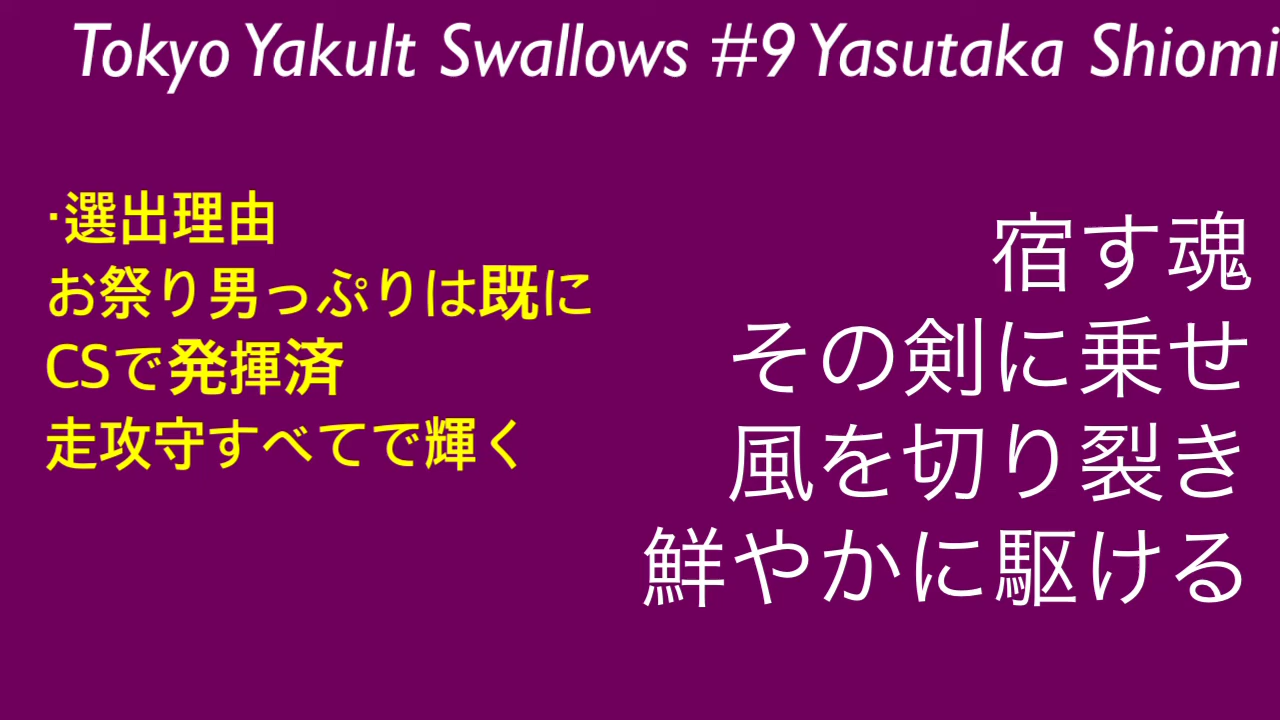 Tokyo Yakult Swallows #9 Yasutaka Shiomi
·選出理由
お祭り男っぷりは既に
CSで発揮済
走攻守すべてで輝く
宿す魂
その剣に乗せ
風を切り裂き
鮮やかに駆ける